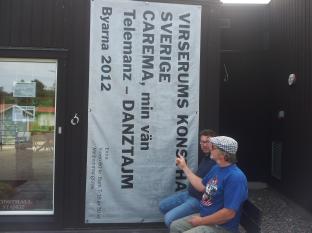 VIRSERUMS KONSTHA
SVERIGE
CAREMA, min vän
Telemanz – DANZTAJM
Byarna 2012